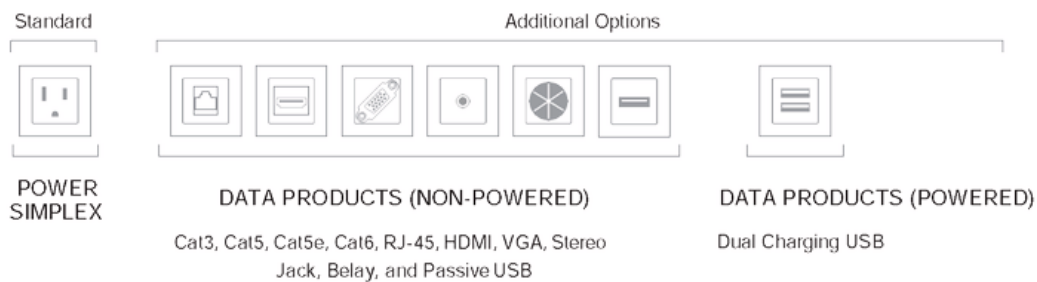 Standard
Additional Options
POWER
SIMPLEX
DATA PRODUCTS (NON-POWERED)
Cat3, Cat5, Cat5e, Cat6, RJ-45, HDMI, VGA, Stereo
Jack, Belay, and Passive USB
DATA PRODUCTS (POWERED)
Dual Charging USB